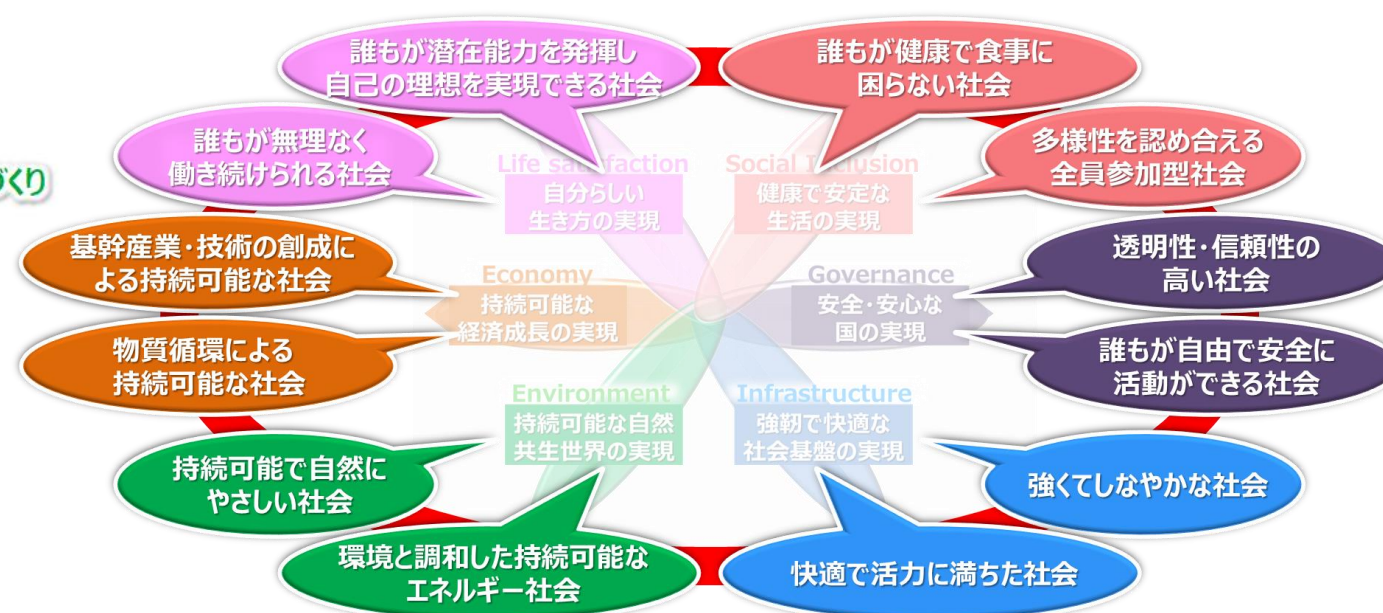 誰もが潜在能力を発揮し
自己の理想を実現できる社会
誰もが健康で食事に
困らない社会
誰もが無理なく
働き続けられる社会
多様性を認め合える
全員参加型社会
づくり
Life satisfaction
自分らしい
生き方の実現
Social Inclusion
健康で安定な
生活の実現
基幹産業・技術の創成に
よる持続可能な社会
透明性・信頼性の
高い社会
Economy
持続可能な
経済成長の実現
Governance
安全・安心な
国の実現
物質循環による
持続可能な社会
誰もが自由で安全に
活動ができる社会
Environment
持続可能な自然
共生世界の実現
Infrastructure
強靭で快適な
社会基盤の実現
持続可能で自然に
やさしい社会
強くてしなやかな社会
環境と調和した持続可能な
エネルギー社会
快適で活力に満ちた社会